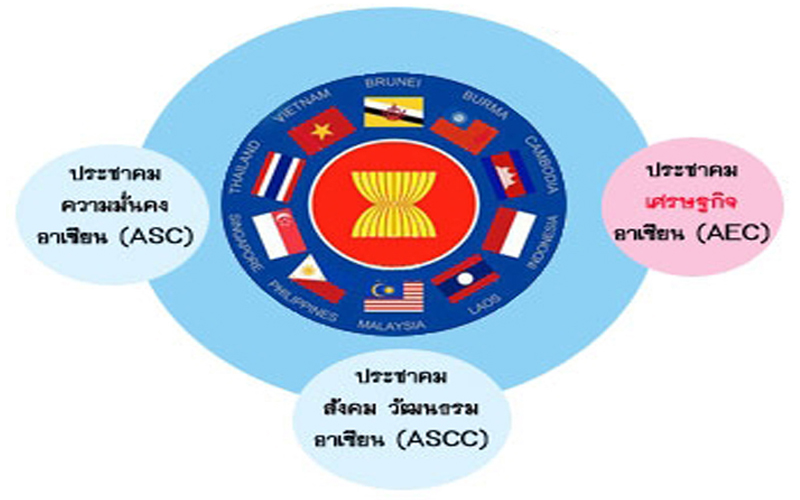 BRUNEI
BURMA
CAMBODIA
INDONESIA
LAOS
MALAYSIA
PHILIPPINES
SINGAPORE
THAILAND
VIETNAM
ประชาคม
ความมั่นคง
อาเซียน (ASC)
ประชาคม
เศรษฐกิจ
อาเซียน (AEC)
ประชาคม
สังคม วัฒนธรรม
อาเซียน (ASCC)